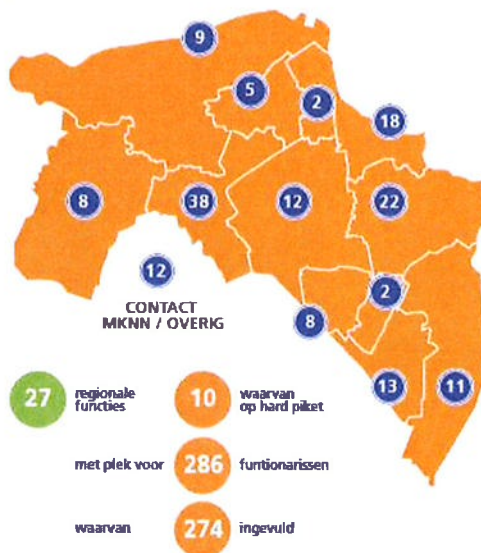 9
5
2
18
8
38
12
22
12
CONTACT
MKNN / OVERIG
2
8
13
11
27 regionale functies
10 waarvan op hard piket
met plek voor 286 funtionarissen
waarvan 274 ingevuld